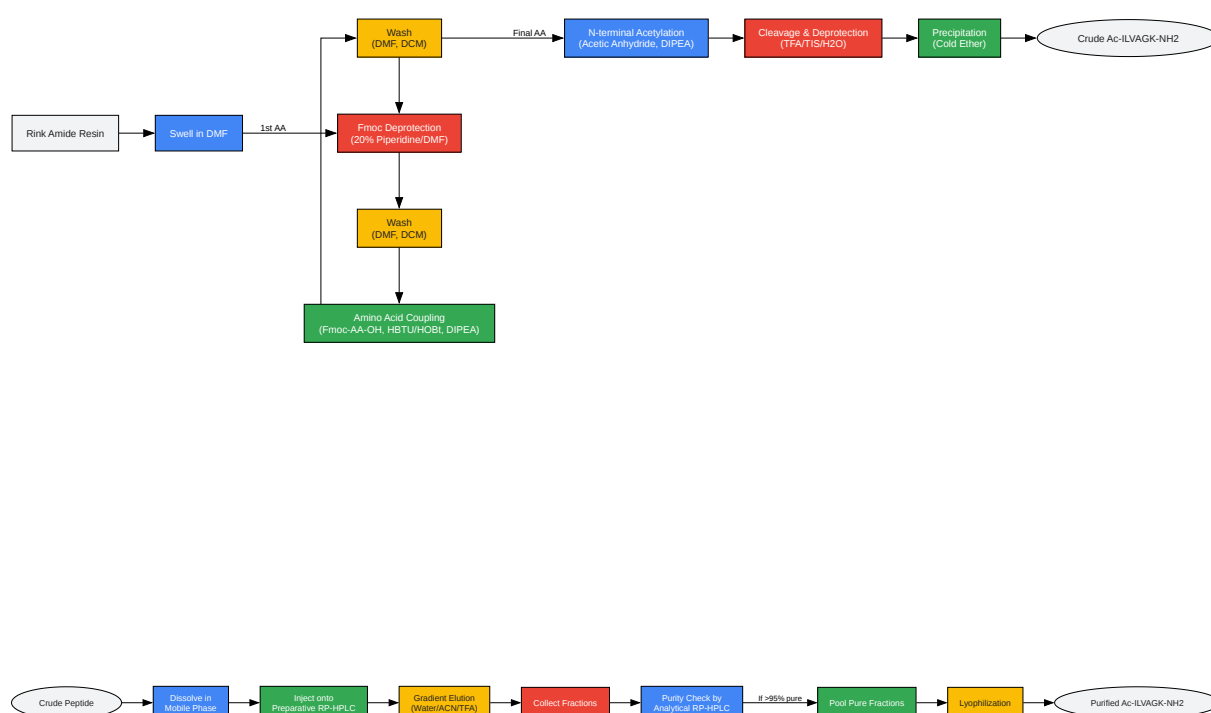 Wash
(DMF, DCM)
Final AA
N-terminal Acetylation
(Acetic Anhydride, DIPEA)
Cleavage & Deprotection
(TFA/TIS/H2O)
Precipitation
(Cold Ether)
Crude Ac-ILVAGK-NH2
Rink Amide Resin
Swell in DMF
1st AA
Fmoc Deprotection
(20% Piperidine/DMF)
Wash
(DMF, DCM)
Amino Acid Coupling
(Fmoc-AA-OH, HBTU/HOBt, DIPEA)
Crude Peptide
Dissolve in
Mobile Phase
Inject onto
Preparative RP-HPLC
Gradient Elution
(Water/ACN/TFA)
Collect Fractions
Purity Check by
Analytical RP-HPLC
If >95% pure
Pool Pure Fractions
Lyophilization
Purified Ac-ILVAGK-NH2